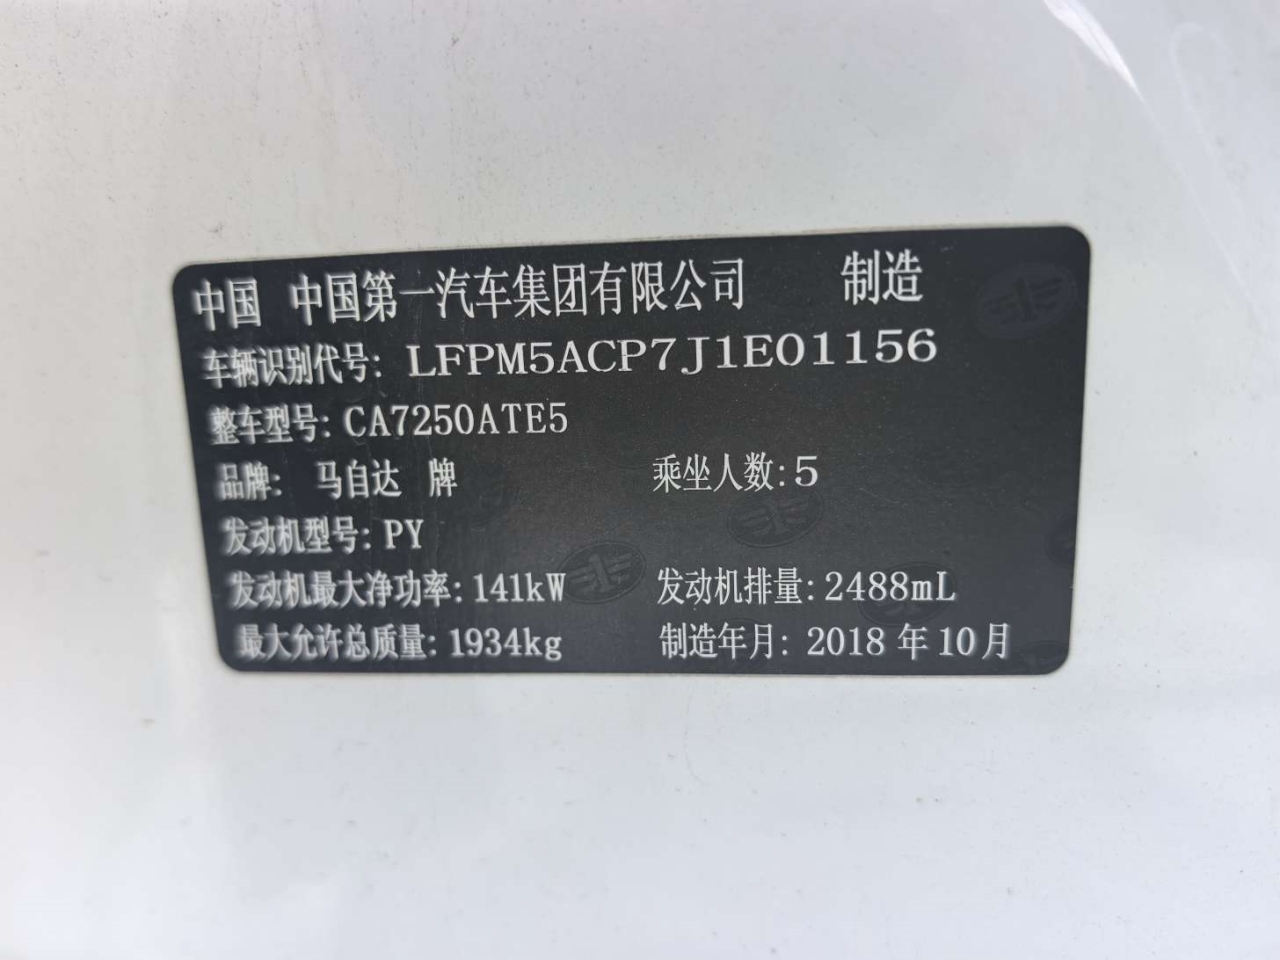 中国 中国第一汽车集团有限公司 制造
车辆识别代号: LFPM5ACP7J1E01156
整车型号: CA7250ATE5
品牌: 马自达 牌 乘坐人数: 5
发动机型号: PY
发动机最大净功率: 141kW 发动机排量: 2488mL
最大允许总质量: 1934kg 制造年月: 2018 年 10 月